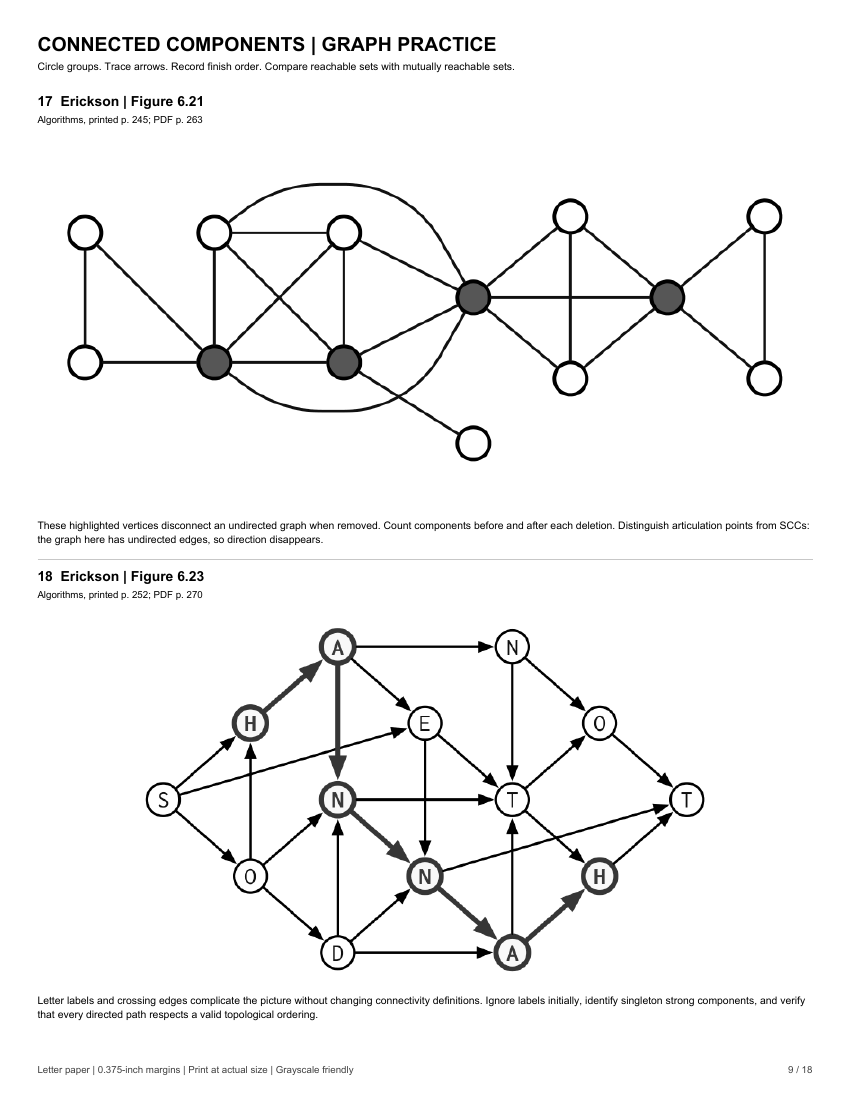 CONNECTED COMPONENTS | GRAPH PRACTICE
Circle groups. Trace arrows. Record finish order. Compare reachable sets with mutually reachable sets.
17 Erickson | Figure 6.21
Algorithms, printed p. 245; PDF p. 263
These highlighted vertices disconnect an undirected graph when removed. Count components before and after each deletion. Distinguish articulation points from SCCs:
the graph here has undirected edges, so direction disappears.
18 Erickson | Figure 6.23
Algorithms, printed p. 252; PDF p. 270
A N
H E O
S N T T
O N H
D A
Letter labels and crossing edges complicate the picture without changing connectivity definitions. Ignore labels initially, identify singleton strong components, and verify
that every directed path respects a valid topological ordering.
Letter paper | 0.375-inch margins | Print at actual size | Grayscale friendly
9 / 18